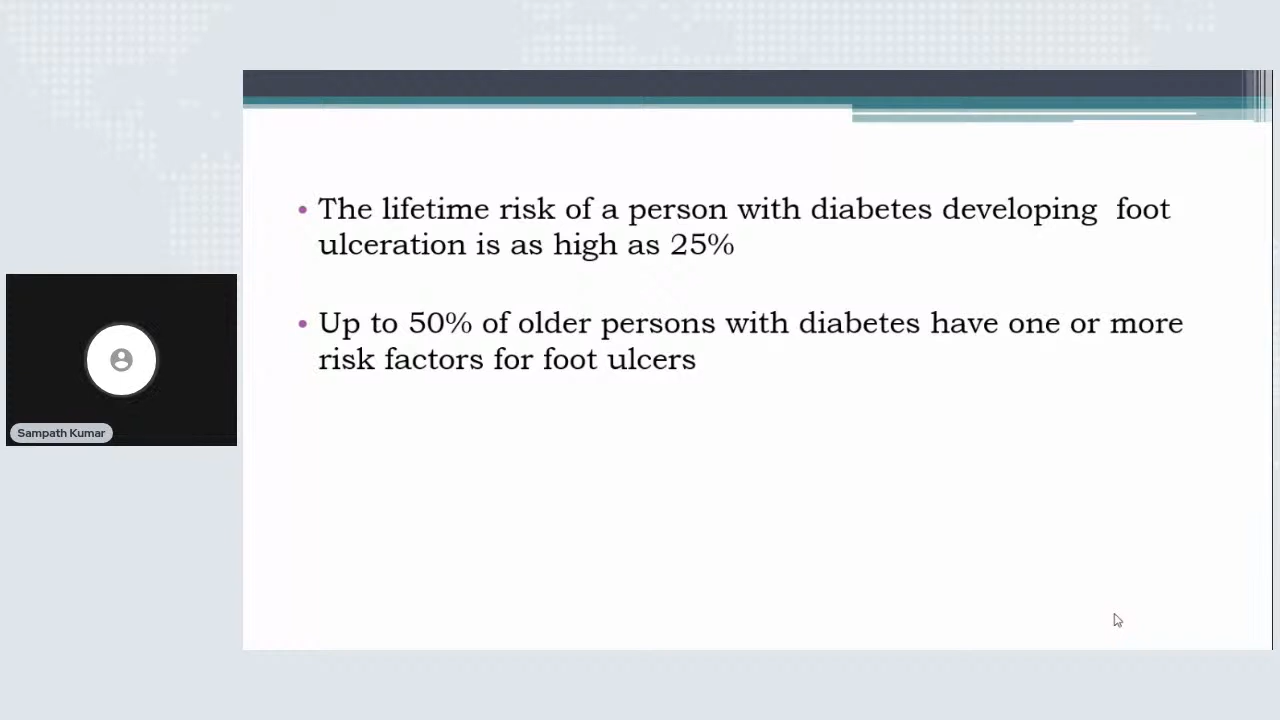 • The lifetime risk of a person with diabetes developing  foot
ulceration is as high as 25%
• Up to 50% of older persons with diabetes have one or more
risk factors for foot ulcers
Sampath Kumar